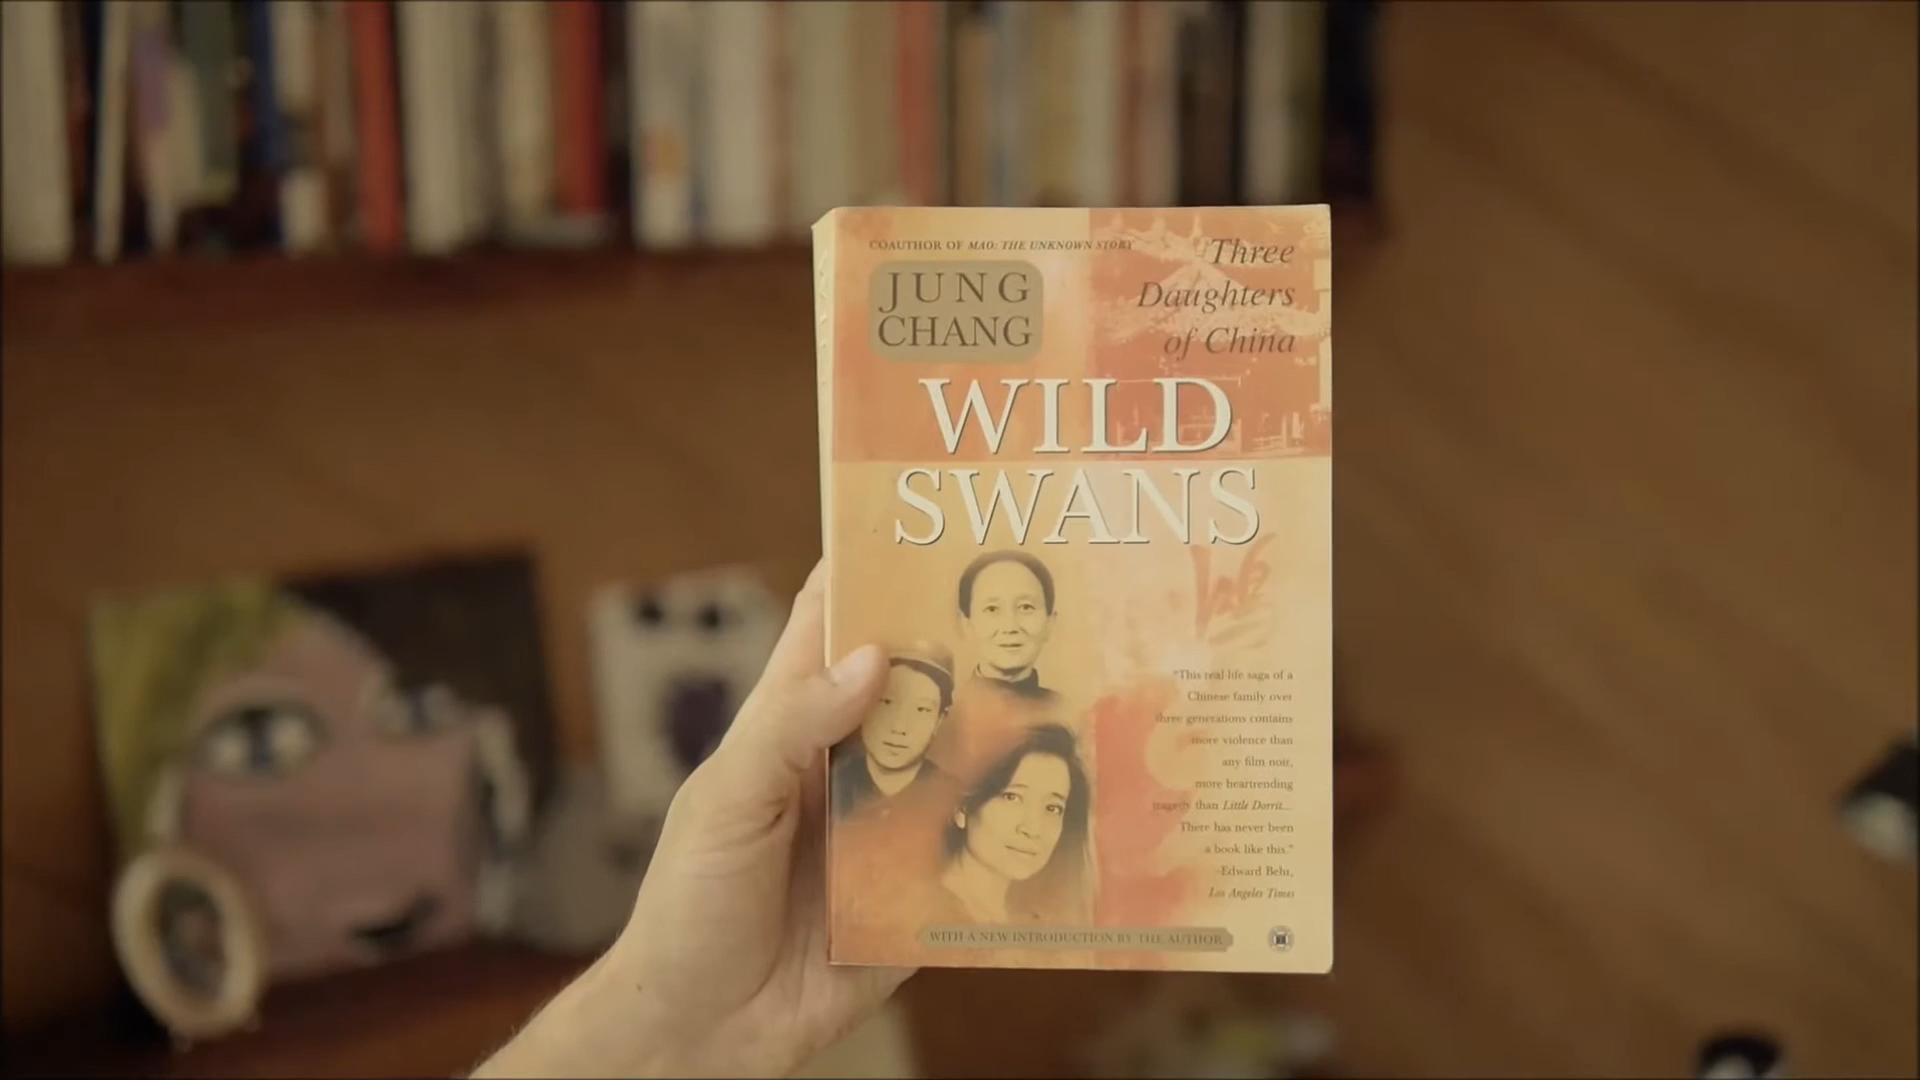 COAUTHOR OF MAO: THE UNKNOWN STORY
JUNG
CHANG
Three
Daughters
of China
WILD
SWANS
鴻
"This real-life saga of a
Chinese family over
three generations contains
more violence than
any film noir,
more heartrending
tragedy than Little Dorrit....
There has never been
a book like this."
-Edward Behr,
Los Angeles Times
WITH A NEW INTRODUCTION BY THE AUTHOR